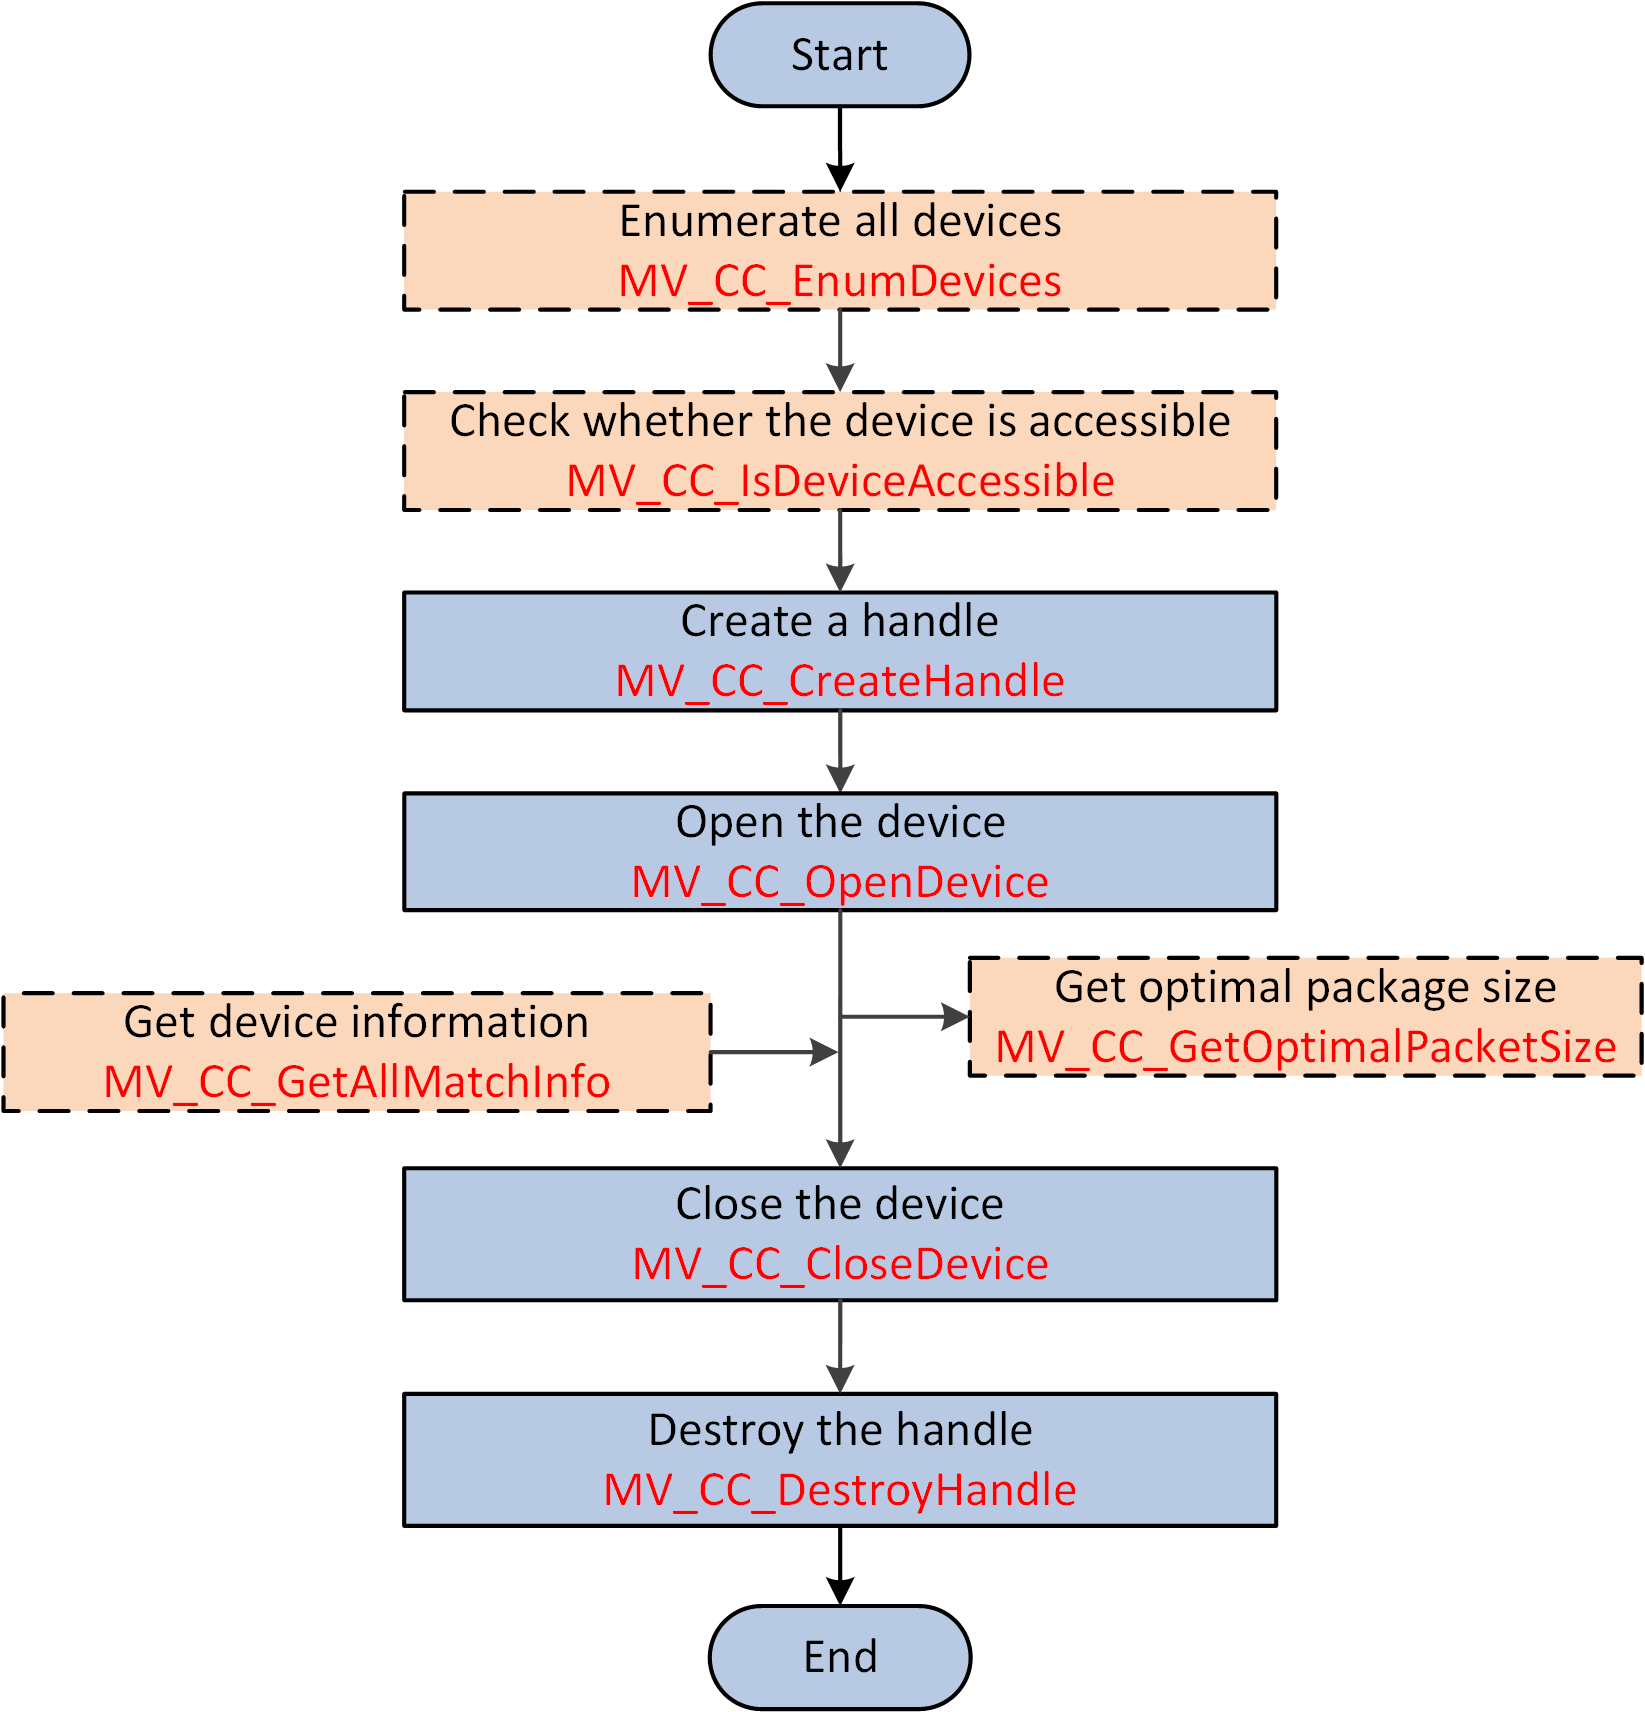 Start
Enumerate all devices
MV_CC_EnumDevices
Check whether the device is accessible
MV_CC_IsDeviceAccessible
Create a handle
MV_CC_CreateHandle
Open the device
MV_CC_OpenDevice
Get optimal package size
MV_CC_GetOptimalPacketSize
Get device information
MV_CC_GetAllMatchInfo
Close the device
MV_CC_CloseDevice
Destroy the handle
MV_CC_DestroyHandle
End